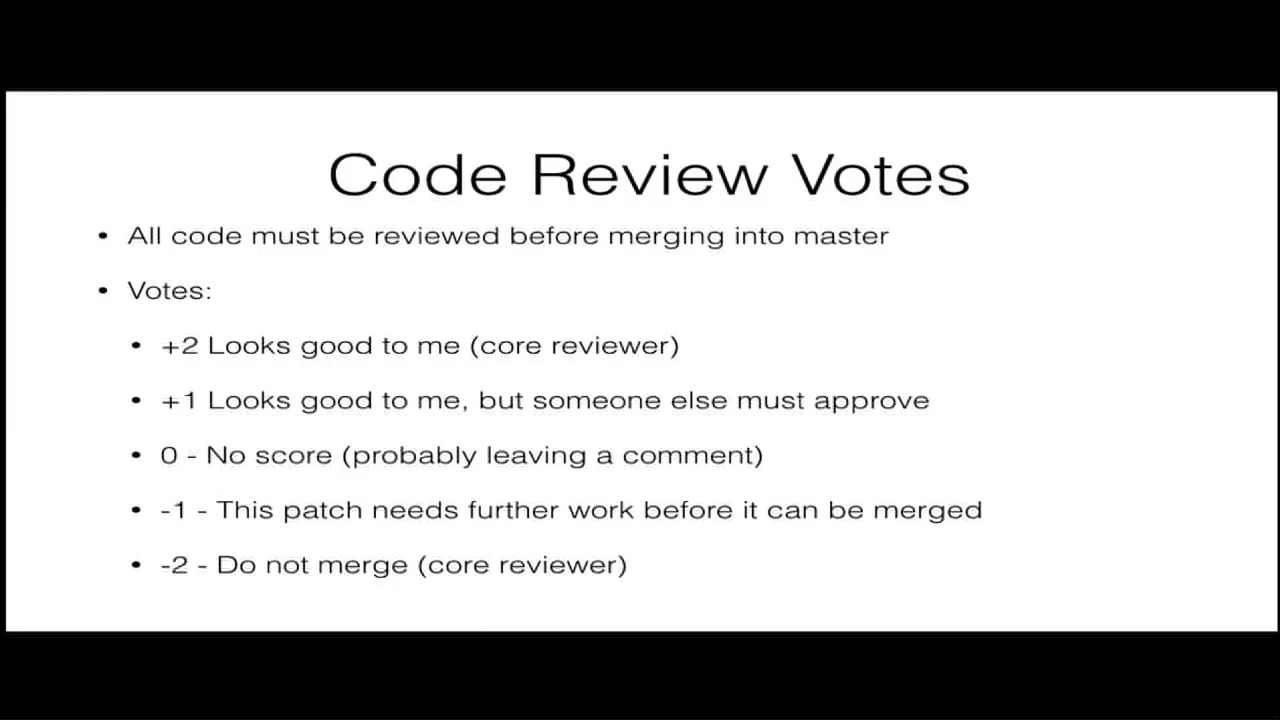 Code Review Votes
• All code must be reviewed before merging into master
• Votes:
• +2 Looks good to me (core reviewer)
• +1 Looks good to me, but someone else must approve
• 0 - No score (probably leaving a comment)
• -1 - This patch needs further work before it can be merged
• -2 - Do not merge (core reviewer)